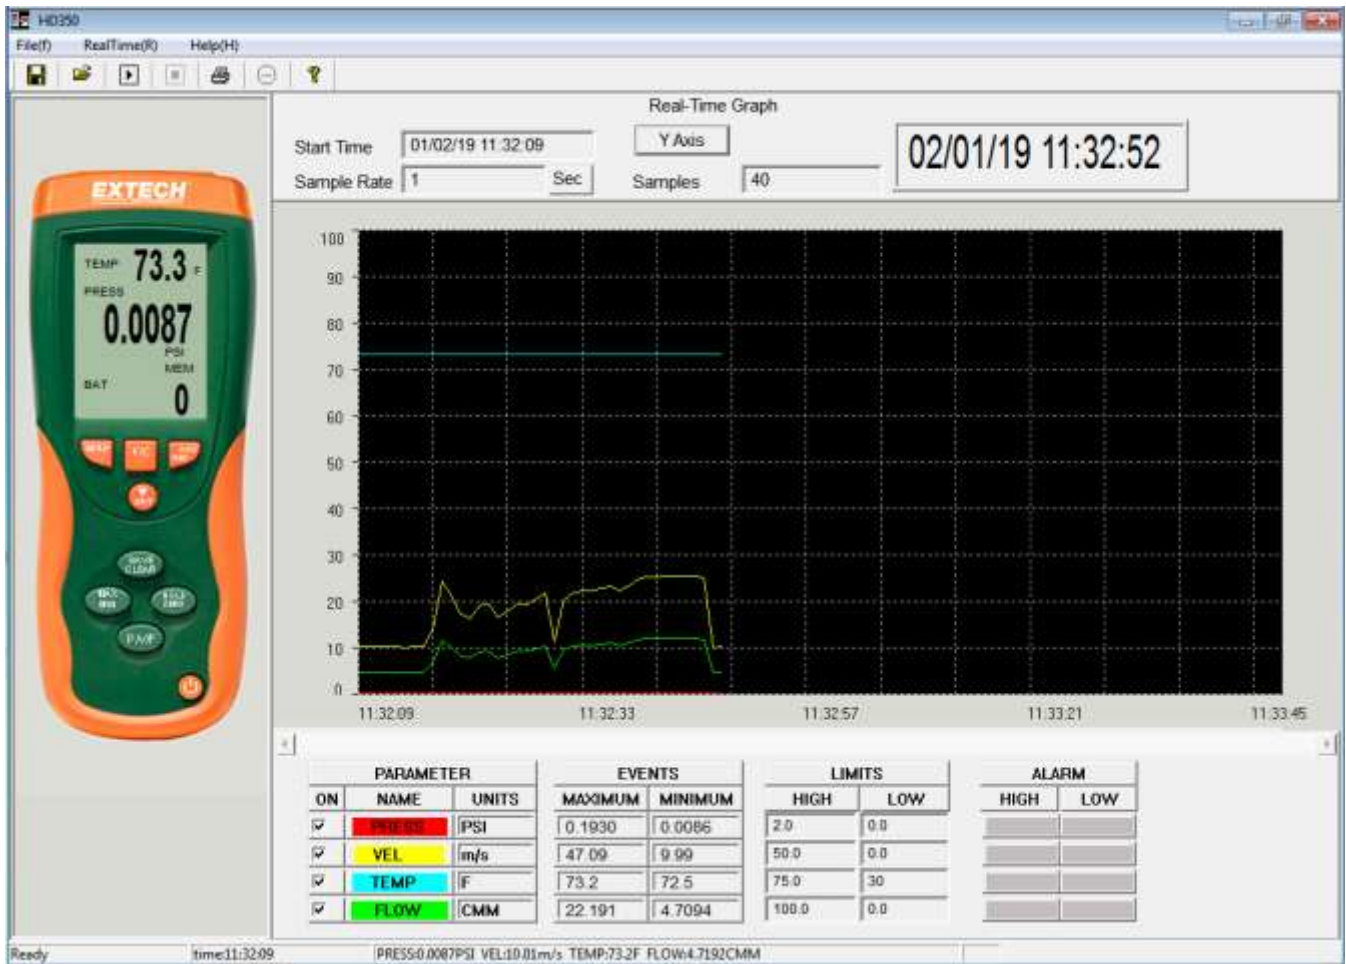 HD350
File(f) RealTime(R) Help(H)
Real-Time Graph
Start Time 01/02/19 11:32:09 Y Axis 02/01/19 11:32:52
Sample Rate 1 Sec Samples 40
EXTECH
TEMP 73.3 F
PRESS
0.0087
PSI
MEM
BAT
0
100
90
80
70
60
50
40
30
20
10
0
11:32:09 11:32:33 11:32:57 11:33:21 11:33:45
PARAMETER EVENTS LIMITS ALARM
ON NAME UNITS MAXIMUM MINIMUM HIGH LOW HIGH LOW
PRESS PSI 0.1930 0.0086 2.0 0.0
VEL m/s 47.09 9.99 50.0 0.0
TEMP F 73.2 72.5 75.0 30
FLOW CMM 22.191 4.7094 100.0 0.0
Ready time:11:32:09 PRESS:0.0087PSI VEL:10.01m/s TEMP:73.2F FLOW:4.7192CMM